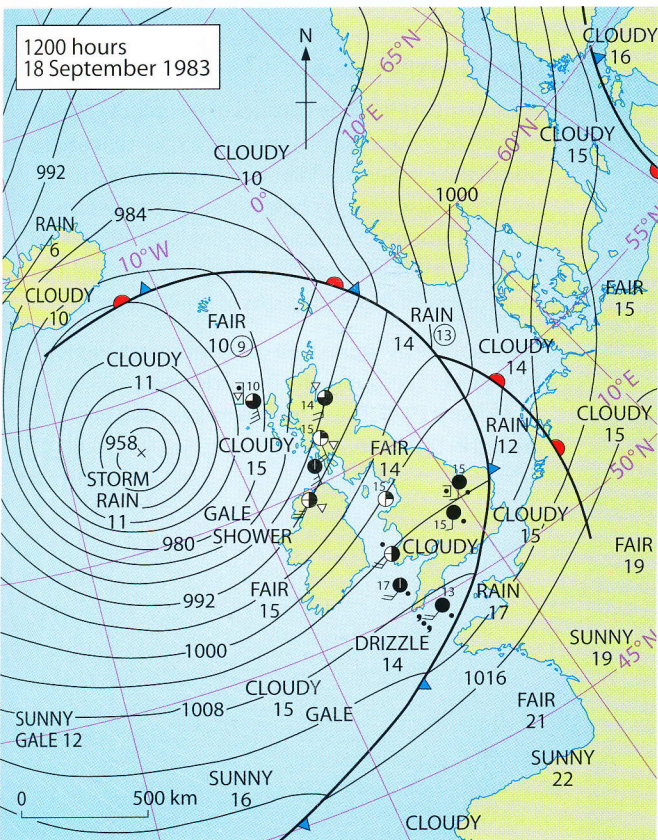 1200 hours
18 September 1983
N
65°N
CLOUDY
16
10°E
60°N
CLOUDY
15
CLOUDY
10
992
0°
984
1000
RAIN
6
10°W
55°N
CLOUDY
10
FAIR
10 9
RAIN
13
14
FAIR
15
CLOUDY
14
CLOUDY
11
10
14
10°E
CLOUDY
15
958
STORM
RAIN
11
CLOUDY
15
15
FAIR
14
15
RAIN
12
50°N
15
GALE
SHOWER
15
CLOUDY
15
980
CLOUDY
FAIR
19
FAIR
15
992
17
13
RAIN
17
1000
DRIZZLE
14
SUNNY
19
45°N
1016
CLOUDY
15
GALE
1008
FAIR
21
SUNNY
GALE 12
SUNNY
22
SUNNY
16
0 500 km
CLOUDY